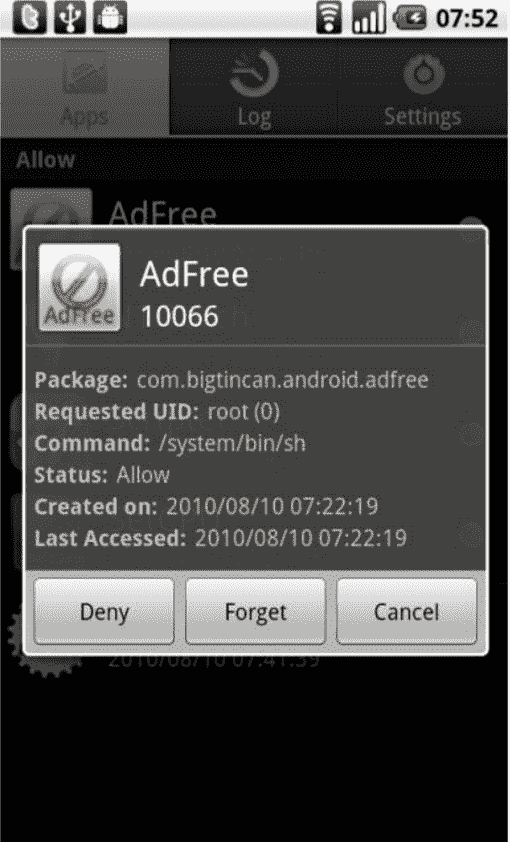 07:52
Apps
Log
Settings
Allow
AdFree
AdFree
AdFree
10066
Package: com.bigtincan.android.adfree
Requested UID: root (0)
Command: /system/bin/sh
Status: Allow
Created on: 2010/08/10 07:22:19
Last Accessed: 2010/08/10 07:22:19
Deny
Forget
Cancel
2010/08/10 07:41:39